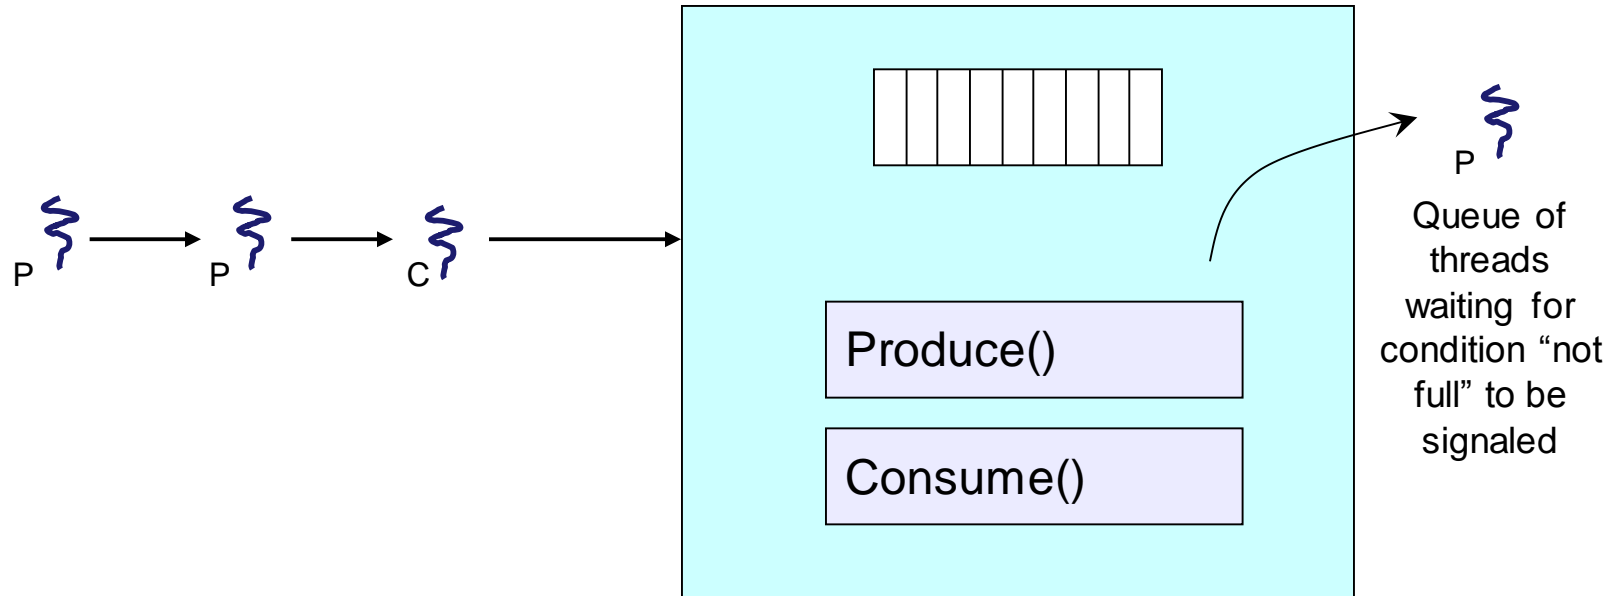 P
P
C
Produce()
Consume()
P
Queue of
threads
waiting for
condition “not
full” to be
signaled